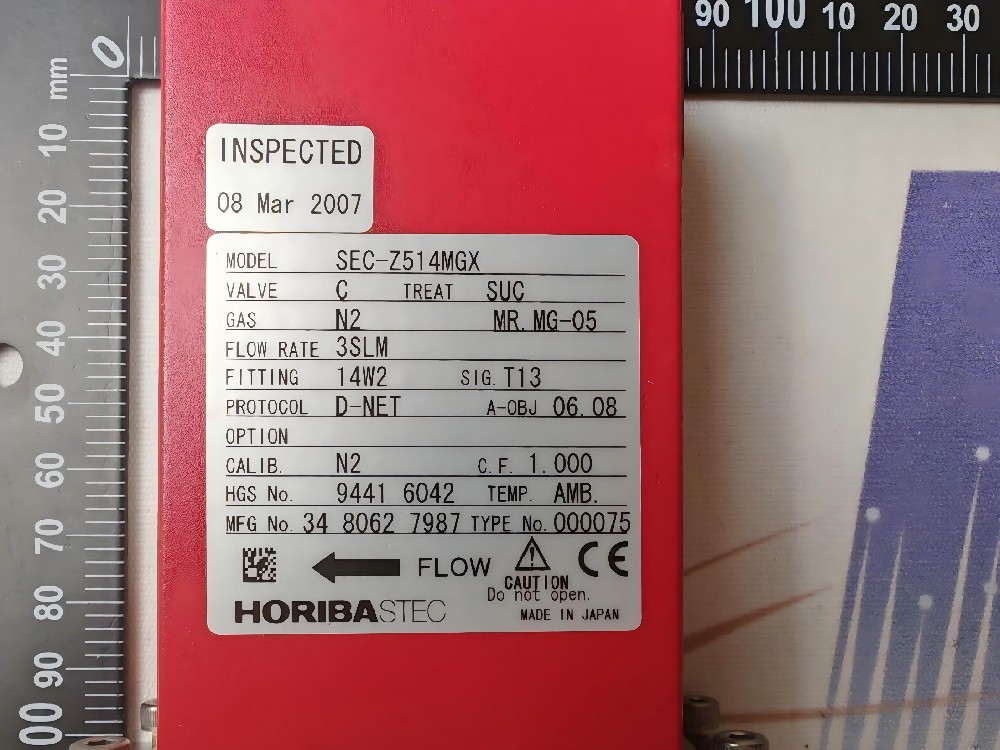 90 100 10 20 30
0
mm
10
20
30
40
50
60
70
80
90
00
INSPECTED
08 Mar 2007
MODEL SEC-Z514MGX
VALVE C TREAT SUC
GAS N2 MR. MG-05
FLOW RATE 3SLM
FITTING 14W2 SIG. T13
PROTOCOL D-NET A-OBJ 06.08
OPTION
CALIB. N2 C.F. 1.000
HGS No. 9441 6042 TEMP. AMB.
MFG No. 34 8062 7987 TYPE No. 000075
FLOW CE
CAUTION
Do not open.
HORIBASTEC MADE IN JAPAN